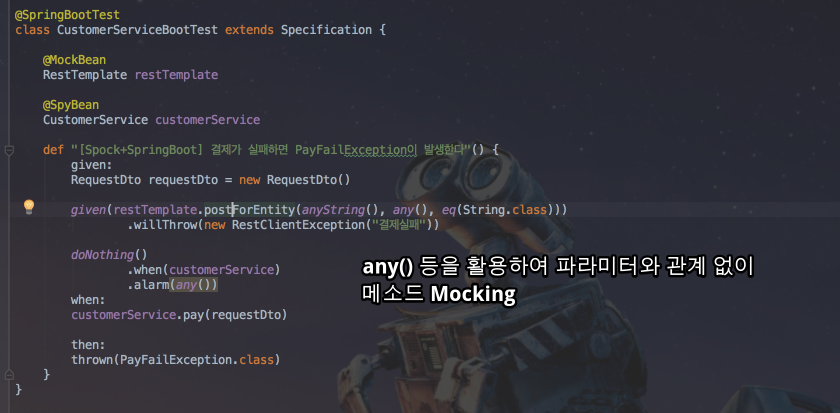 @SpringBootTest
class CustomerServiceBootTest extends Specification {
@MockBean
RestTemplate restTemplate
@SpyBean
CustomerService customerService
def "[Spock+SpringBoot] 결제가 실패하면 PayFailException이 발생한다"() {
given:
RequestDto requestDto = new RequestDto()
given(restTemplate.postForEntity(anyString(), any(), eq(String.class)))
.willThrow(new RestClientException("결제실패"))
doNothing()
.when(customerService)
.alarm(any())
any() 등을 활용하여 파라미터와 관계 없이
메소드 Mocking
when:
customerService.pay(requestDto)
then:
thrown(PayFailException.class)
}
}